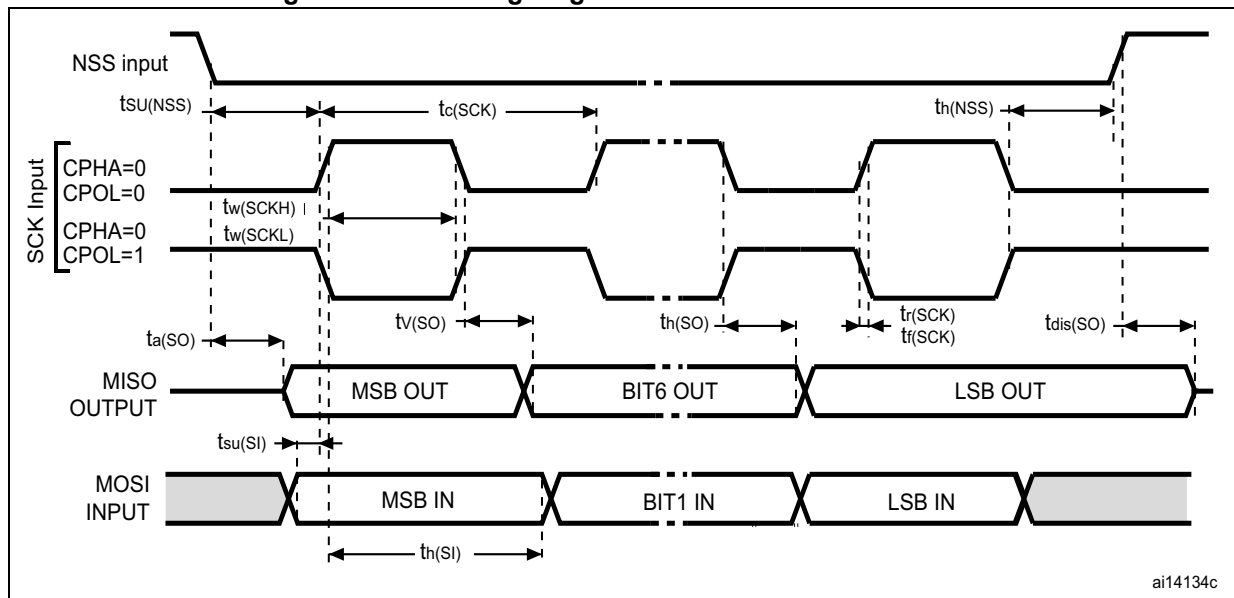 NSS input
tSU(NSS)
tc(SCK)
th(NSS)
SCK Input
CPHA=0
CPOL=0
tw(SCKH)
CPHA=0
tw(SCKL)
CPOL=1
tV(SO)
th(SO)
tr(SCK)
tf(SCK)
tdis(SO)
ta(SO)
MISO
OUTPUT
MSB OUT
BIT6 OUT
LSB OUT
tsu(SI)
MOSI
INPUT
MSB IN
BIT1 IN
LSB IN
th(SI)
ai14134c